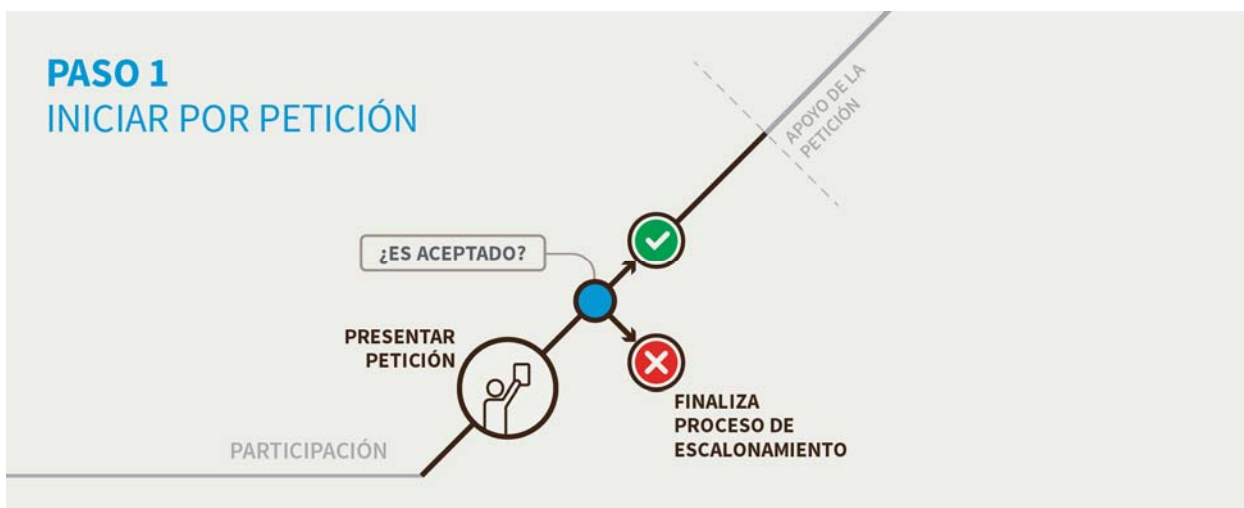 PASO 1
INICIAR POR PETICIÓN
APOYO DE LA
PETICIÓN
¿ES ACEPTADO?
PRESENTAR
PETICIÓN
FINALIZA
PROCESO DE
ESCALONAMIENTO
PARTICIPACIÓN